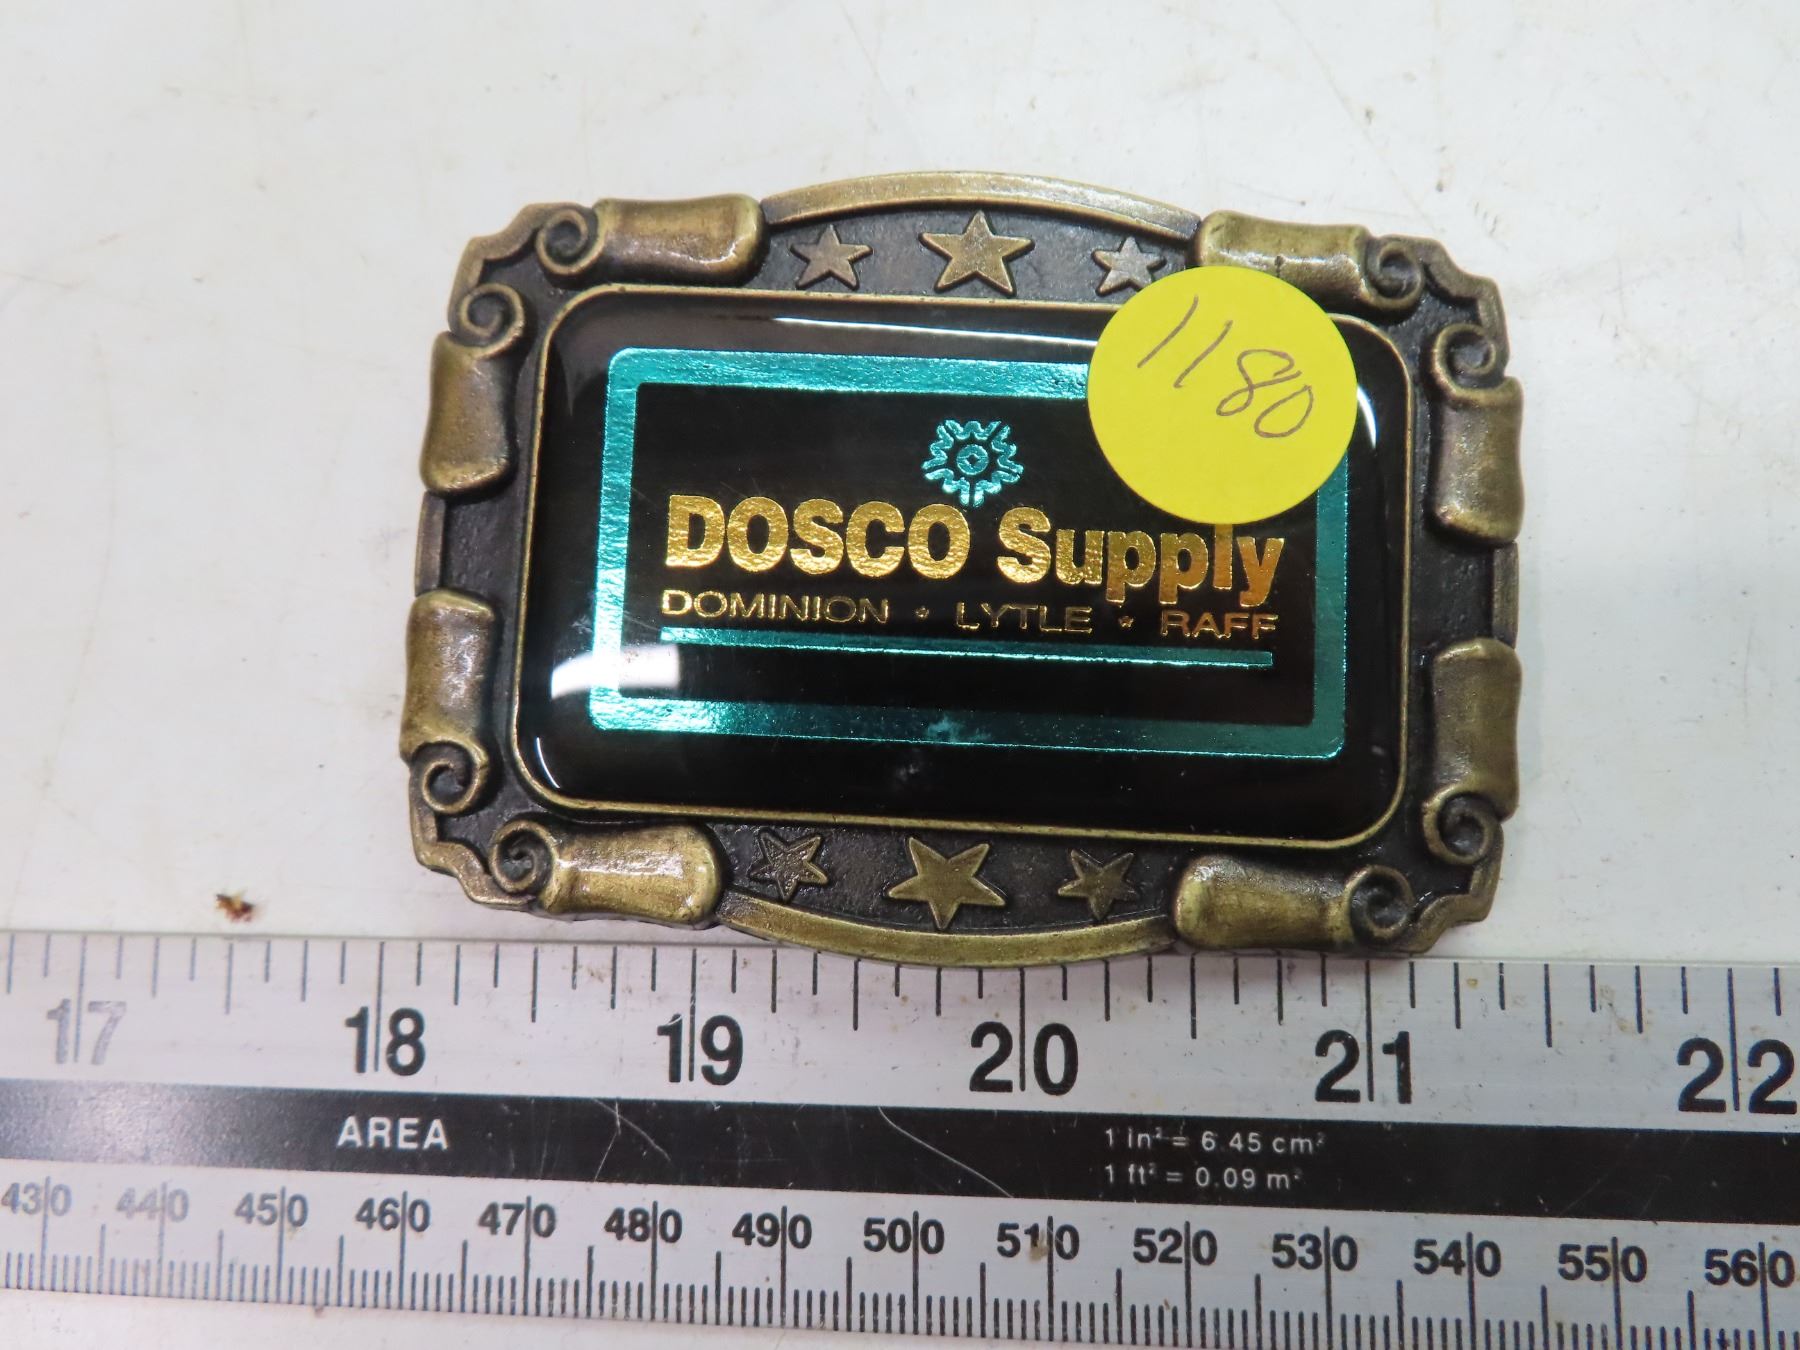 1180
DOSCO Supply
DOMINION * LYTLE * RAFF
17 18 19 20 21 22
AREA
1 in² = 6.45 cm²
1 ft² = 0.09 m²
430 440 450 460 470 480 490 500 510 520 530 540 550 560